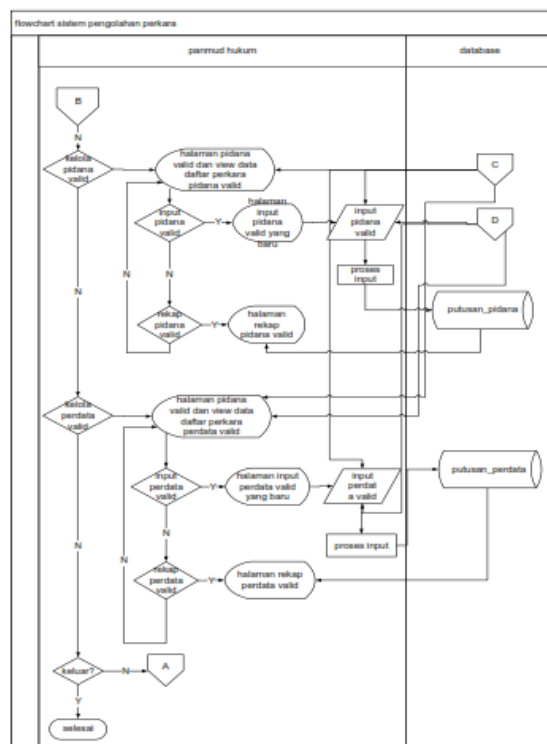 flowchart sistem pengolahan perkara
panmud hukum
database
B
N
kelola
pidana
valid
halaman pidana
valid dan view data
daftar perkara
pidana valid
C
input
pidana
valid
Y
halaman
input
pidana
valid yang
baru
input
pidana
valid
D
N
N
N
proses
input
putusan_pidana
rekap
pidana
valid
Y
halaman
rekap
pidana valid
kelola
perdata
valid
halaman pidana
valid dan view data
daftar perkara
perdata valid
input
perdata
valid
Y
halaman input
perdata valid
yang baru
input
perdat
a valid
putusan_perdata
N
N
N
proses input
rekap
perdata
valid
Y
halaman rekap
perdata valid
keluar?
N
A
Y
selesai